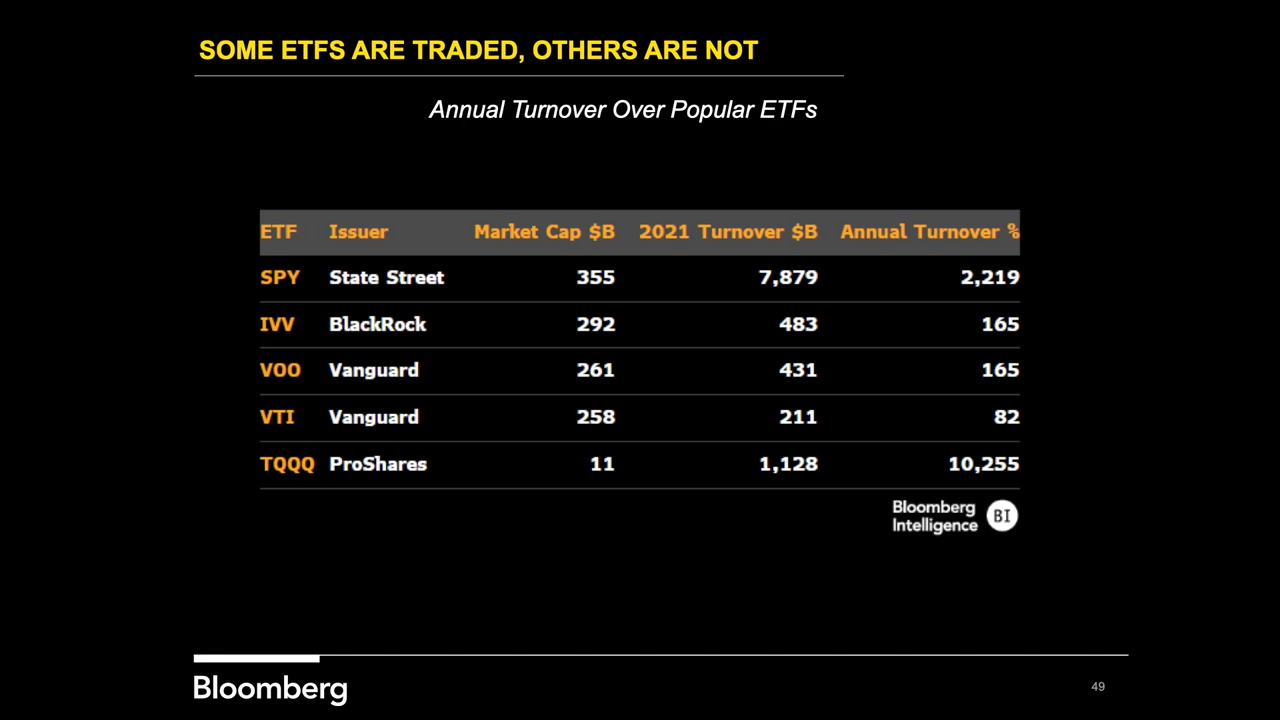 SOME ETFS ARE TRADED, OTHERS ARE NOT
Annual Turnover Over Popular ETFs
ETF Issuer Market Cap $B 2021 Turnover $B Annual Turnover %
SPY State Street 355 7,879 2,219
IVV BlackRock 292 483 165
VOO Vanguard 261 431 165
VTI Vanguard 258 211 82
TQQQ ProShares 11 1,128 10,255
Bloomberg
Intelligence BI
Bloomberg
49